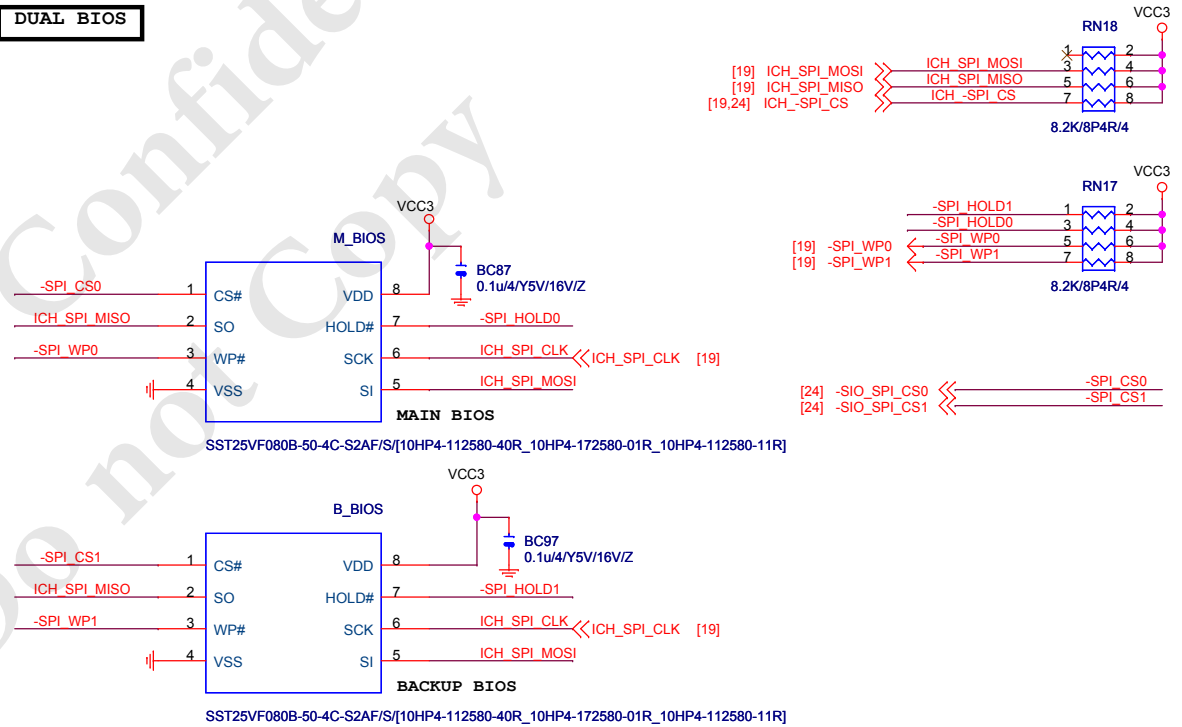 DUAL BIOS
Confide
Do not Copy
VCC3
RN18
1 2
[19] ICH_SPI_MOSI ICH_SPI_MOSI 3 4
[19] ICH_SPI_MISO ICH_SPI_MISO 5 6
[19,24] ICH_-SPI_CS ICH_-SPI_CS 7 8
8.2K/8P4R/4
VCC3
RN17
-SPI_HOLD1 1 2
-SPI_HOLD0 3 4
[19] -SPI_WP0 -SPI_WP0 5 6
[19] -SPI_WP1 -SPI_WP1 7 8
8.2K/8P4R/4
VCC3
M_BIOS
BC87
0.1u/4/Y5V/16V/Z
-SPI_CS0 1 CS# VDD 8
ICH_SPI_MISO 2 SO HOLD# 7 -SPI_HOLD0
-SPI_WP0 3 WP# SCK 6 ICH_SPI_CLK ICH_SPI_CLK [19]
4 VSS SI 5 ICH_SPI_MOSI
MAIN BIOS
[24] -SIO_SPI_CS0 -SPI_CS0
[24] -SIO_SPI_CS1 -SPI_CS1
SST25VF080B-50-4C-S2AF/S/[10HP4-112580-40R_10HP4-172580-01R_10HP4-112580-11R]
VCC3
B_BIOS
BC97
0.1u/4/Y5V/16V/Z
-SPI_CS1 1 CS# VDD 8
ICH_SPI_MISO 2 SO HOLD# 7 -SPI_HOLD1
-SPI_WP1 3 WP# SCK 6 ICH_SPI_CLK ICH_SPI_CLK [19]
4 VSS SI 5 ICH_SPI_MOSI
BACKUP BIOS
SST25VF080B-50-4C-S2AF/S/[10HP4-112580-40R_10HP4-172580-01R_10HP4-112580-11R]